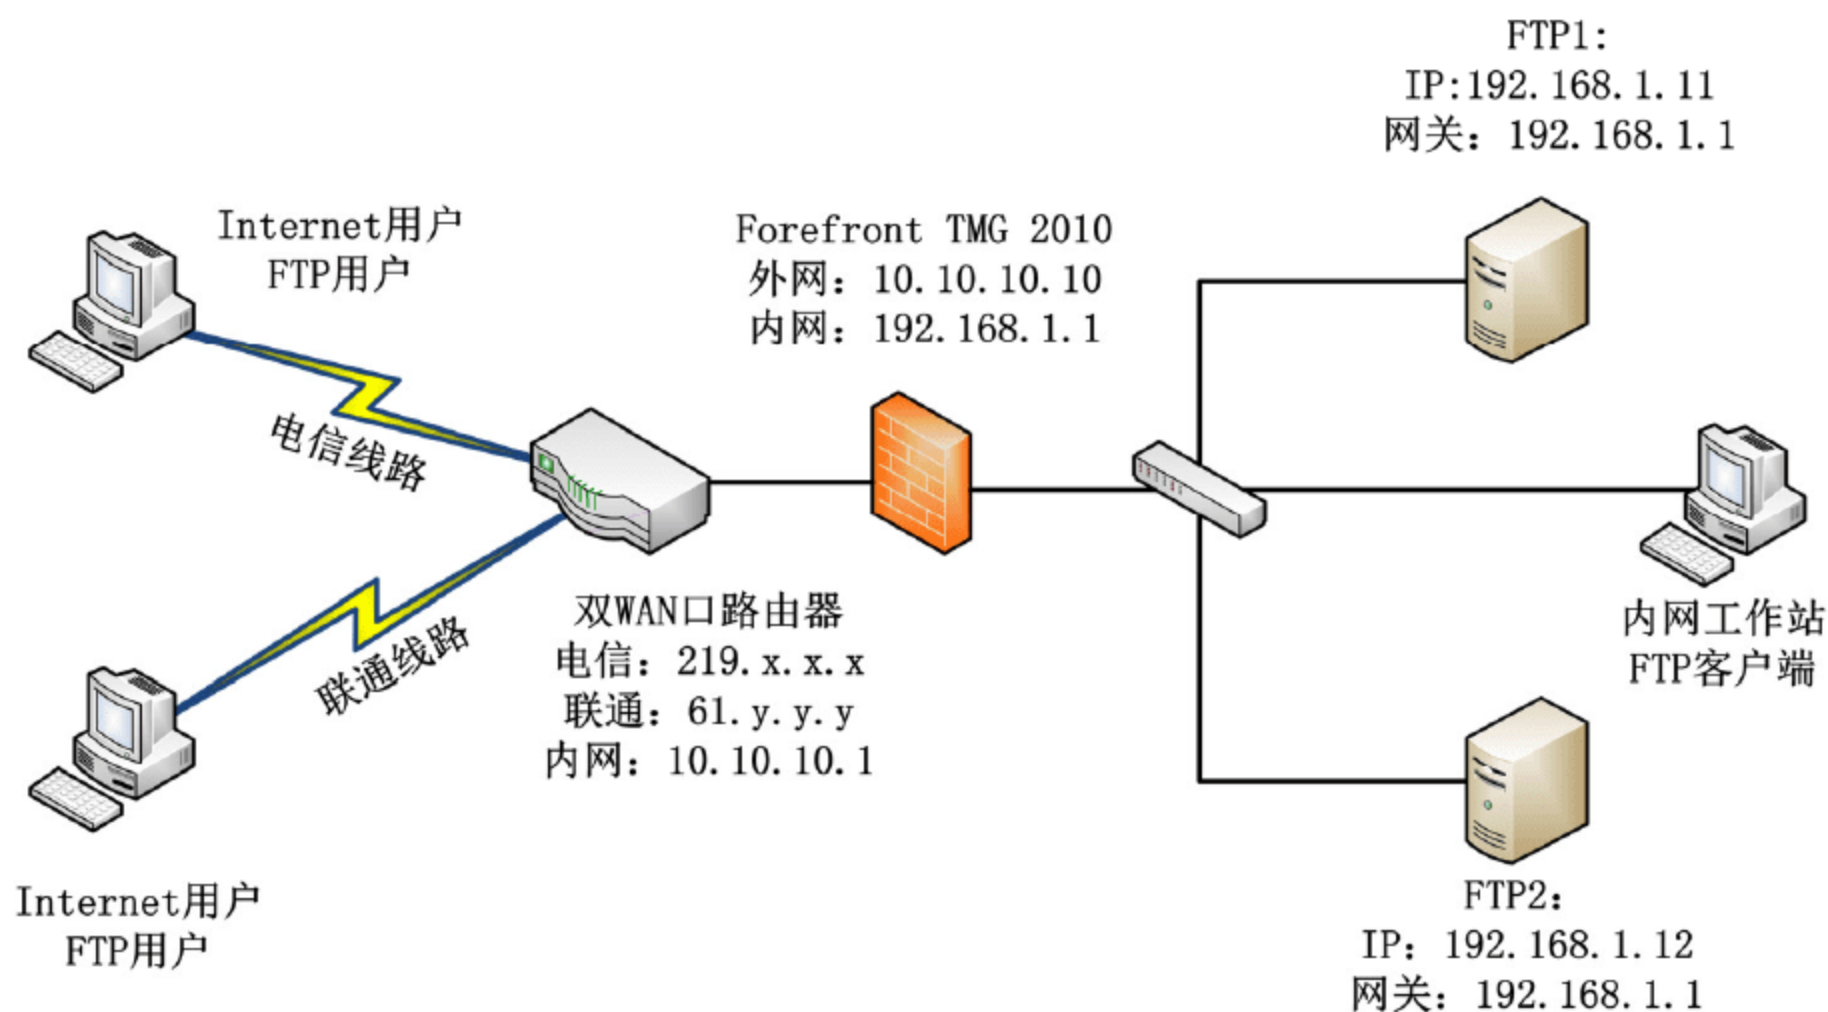 FTP1:
IP:192.168.1.11
网关：192.168.1.1
Internet用户
FTP用户
Forefront TMG 2010
外网：10.10.10.10
内网：192.168.1.1
电信线路
联通线路
双WAN口路由器
电信：219.x.x.x
联通：61.y.y.y
内网：10.10.10.1
内网工作站
FTP客户端
Internet用户
FTP用户
FTP2：
IP：192.168.1.12
网关：192.168.1.1